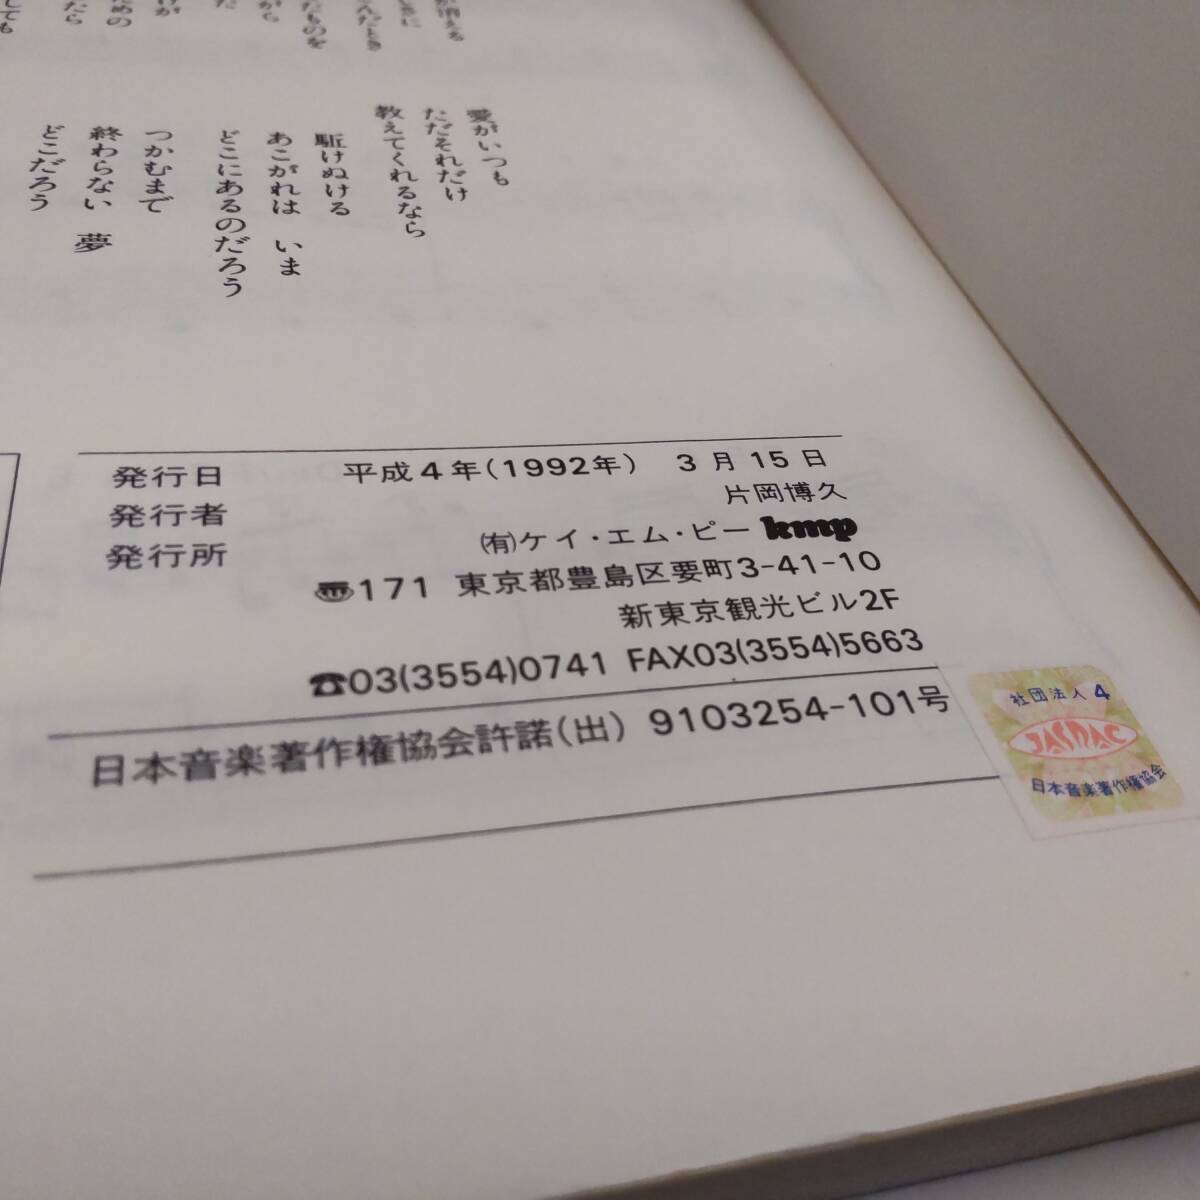 愛がいつも
ただそれだけ
教えてくれるなら
駈けぬける
あこがれは いま
どこにあるのだろう
つかむまで
終わらない 夢
どこだろう
発行日 平成4年(1992年) 3月15日
発行者 片岡博久
発行所 (有)ケイ・エム・ピー kmp
〠171 東京都豊島区要町3-41-10
新東京観光ビル2F
☎03(3554)0741 FAX03(3554)5663
日本音楽著作権協会許諾(出) 9103254-101号
社団法人 4
JASRAC
日本音楽著作権協会